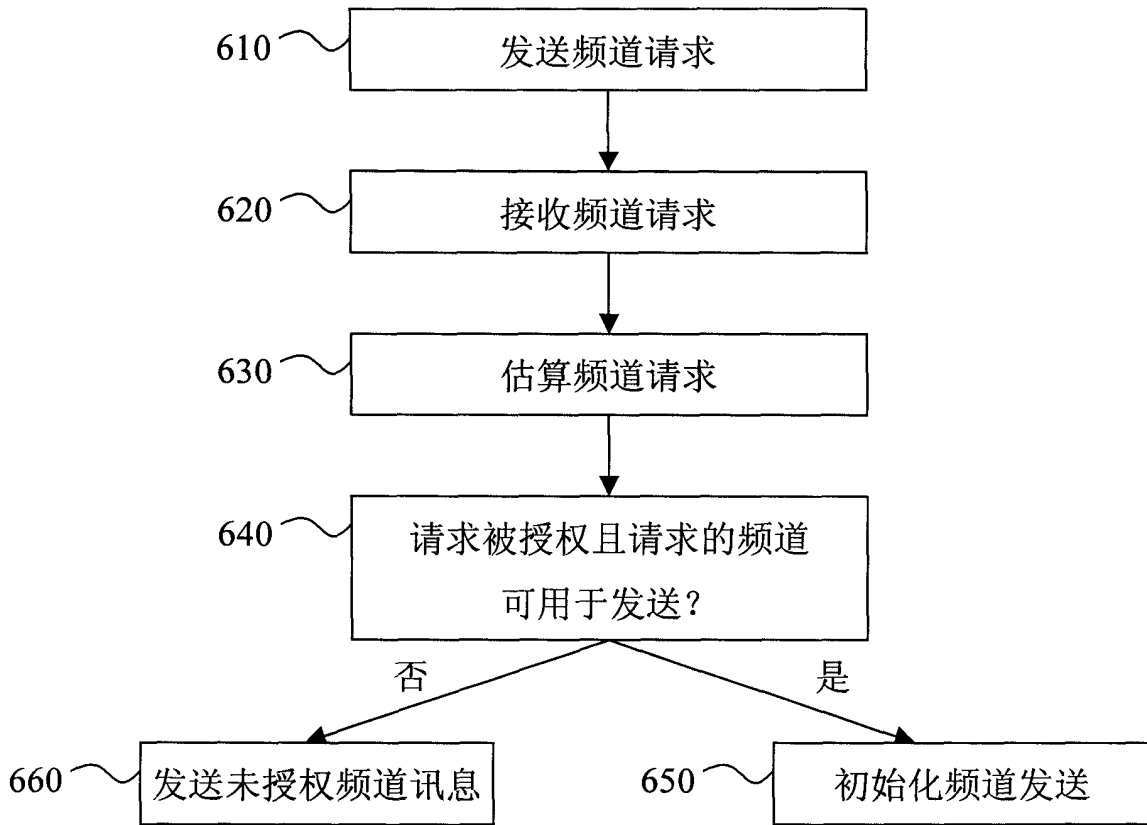 610
发送频道请求
620
接收频道请求
630
估算频道请求
640
请求被授权且请求的频道
可用于发送?
否
是
660
发送未授权频道讯息
650
初始化频道发送